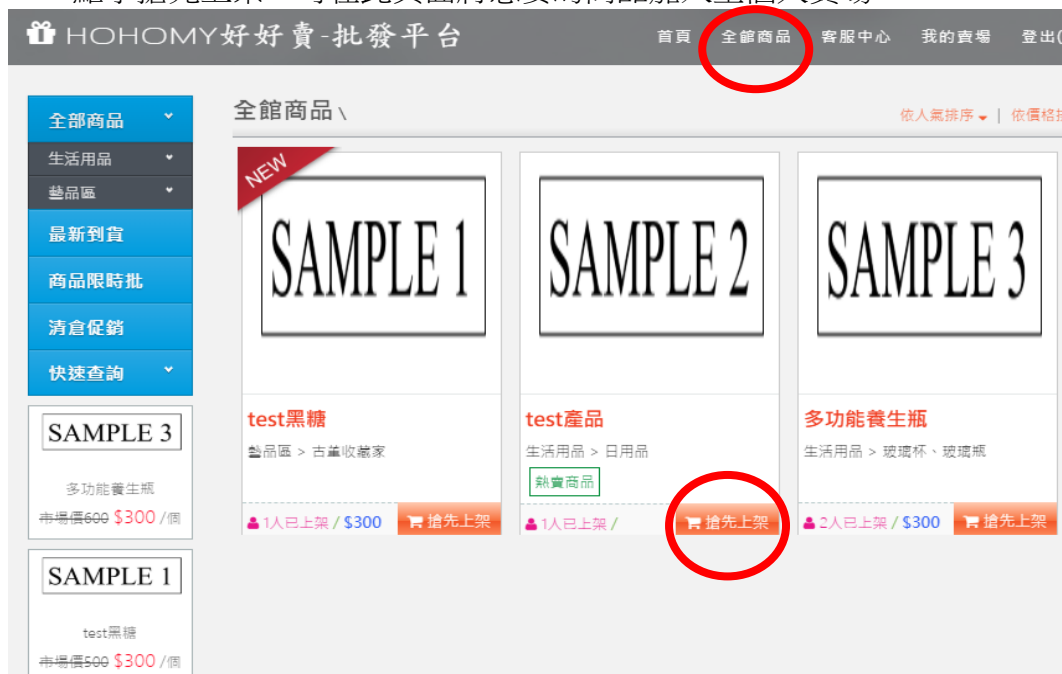 HOHOMY好好賣-批發平台
首頁 全館商品 客服中心 我的賣場 登出(
全部商品
生活用品
藝品區
最新到貨
商品限時批
清倉促銷
快速查詢
SAMPLE 3
多功能養生瓶
市場價600 $300 /個
SAMPLE 1
test黑糖
市場價500 $300 /個
全館商品 \
依人氣排序 | 依價格
NEW
SAMPLE 1
test黑糖
藝品區 > 古董收藏家
1人已上架 / $300 搶先上架
SAMPLE 2
test產品
生活用品 > 日用品
熱賣商品
1人已上架 / 搶先上架
SAMPLE 3
多功能養生瓶
生活用品 > 玻璃杯、玻璃瓶
2人已上架 / $300 搶先上架